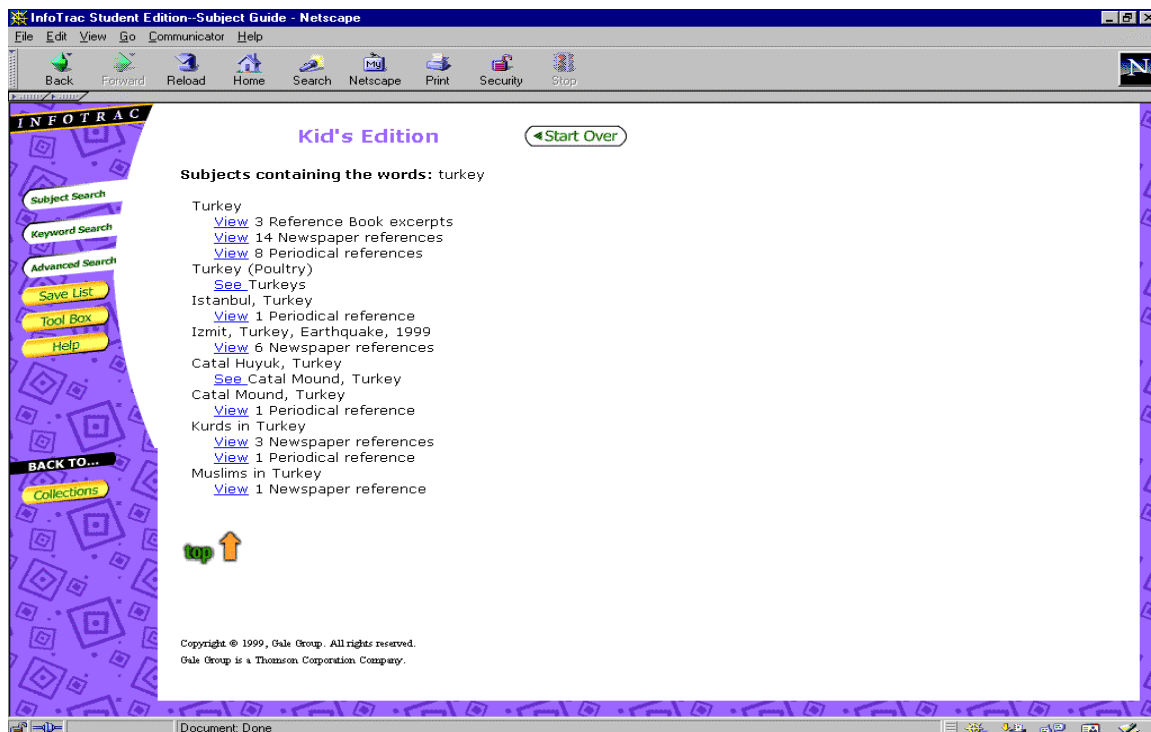 InfoTrac Student Edition--Subject Guide - Netscape
File Edit View Go Communicator Help
Back Forward Reload Home Search Netscape Print Security Stop
My
N
INFOTRAC
Kid's Edition
Start Over
Subjects containing the words: turkey
Subject Search
Keyword Search
Advanced Search
Save List
Tool Box
Help
BACK TO...
Collections
Turkey
View 3 Reference Book excerpts
View 14 Newspaper references
View 8 Periodical references
Turkey (Poultry)
See Turkeys
Istanbul, Turkey
View 1 Periodical reference
Izmit, Turkey, Earthquake, 1999
View 6 Newspaper references
Catal Huyuk, Turkey
See Catal Mound, Turkey
Catal Mound, Turkey
View 1 Periodical reference
Kurds in Turkey
View 3 Newspaper references
View 1 Periodical reference
Muslims in Turkey
View 1 Newspaper reference
top
Copyright © 1999, Gale Group. All rights reserved.
Gale Group is a Thomson Corporation Company.
Document: Done